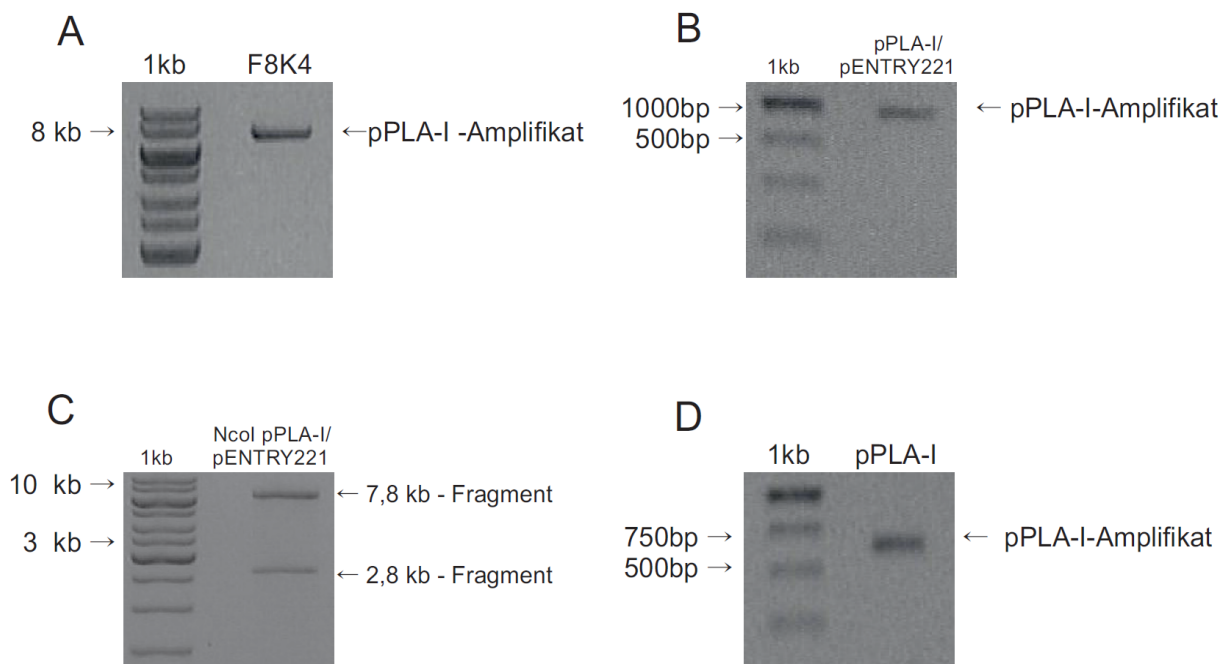 A
1kb F8K4
8 kb → ←pPLA-I -Amplifikat
B
pPLA-I/
1kb pENTRY221
1000bp → ← pPLA-I-Amplifikat
500bp→
C
NcoI pPLA-I/
1kb pENTRY221
10 kb → ← 7,8 kb - Fragment
3 kb → ← 2,8 kb - Fragment
D
1kb pPLA-I
750bp → ← pPLA-I-Amplifikat
500bp →